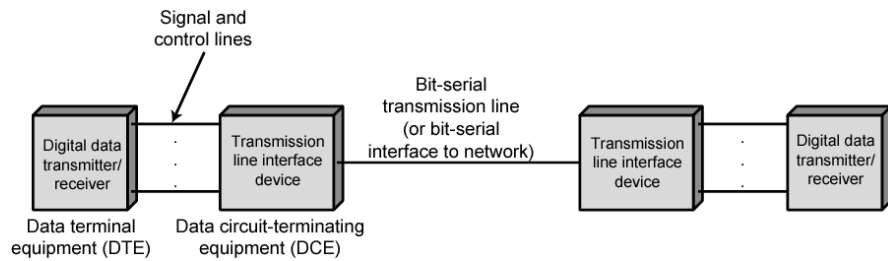 Signal and
control lines
Bit-serial
transmission line
(or bit-serial
interface to network)
Digital data
transmitter/
receiver
Transmission
line interface
device
Transmission
line interface
device
Digital data
transmitter/
receiver
Data terminal
equipment (DTE)
Data circuit-terminating
equipment (DCE)